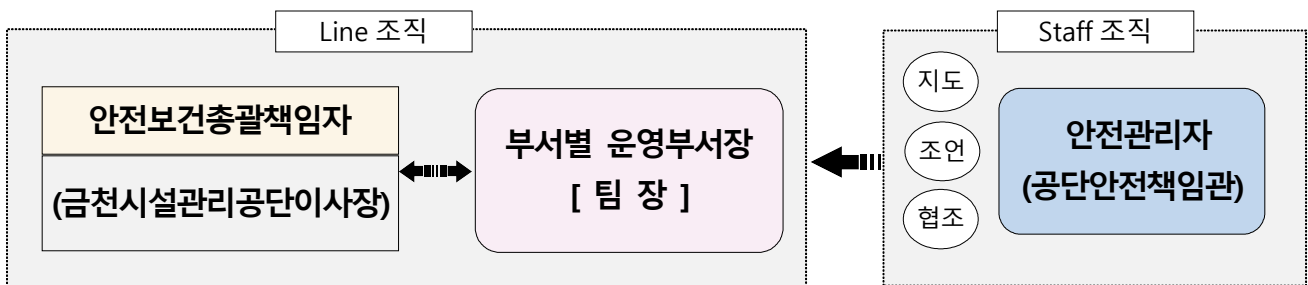 Line 조직
안전보건총괄책임자
(금천시설관리공단이사장)
부서별 운영부서장
[ 팀 장 ]
Staff 조직
지도
조언
협조
안전관리자
(공단안전책임관)